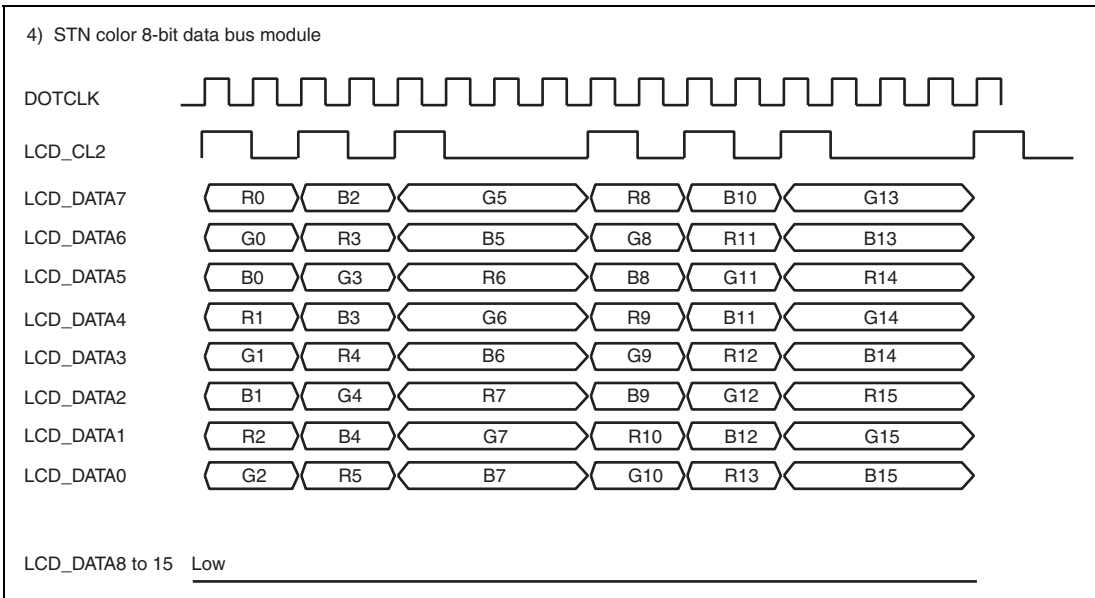 4) STN color 8-bit data bus module
DOTCLK
LCD_CL2
LCD_DATA7 R0 B2 G5 R8 B10 G13
LCD_DATA6 G0 R3 B5 G8 R11 B13
LCD_DATA5 B0 G3 R6 B8 G11 R14
LCD_DATA4 R1 B3 G6 R9 B11 G14
LCD_DATA3 G1 R4 B6 G9 R12 B14
LCD_DATA2 B1 G4 R7 B9 G12 R15
LCD_DATA1 R2 B4 G7 R10 B12 G15
LCD_DATA0 G2 R5 B7 G10 R13 B15
LCD_DATA8 to 15 Low